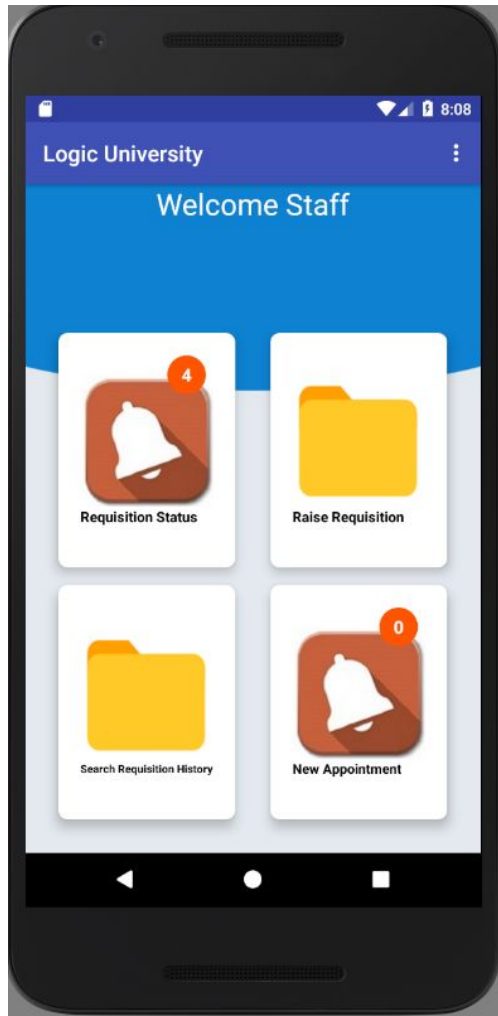 8:08
Logic University
Welcome Staff
4
Requisition Status
Raise Requisition
0
Search Requisition History
New Appointment